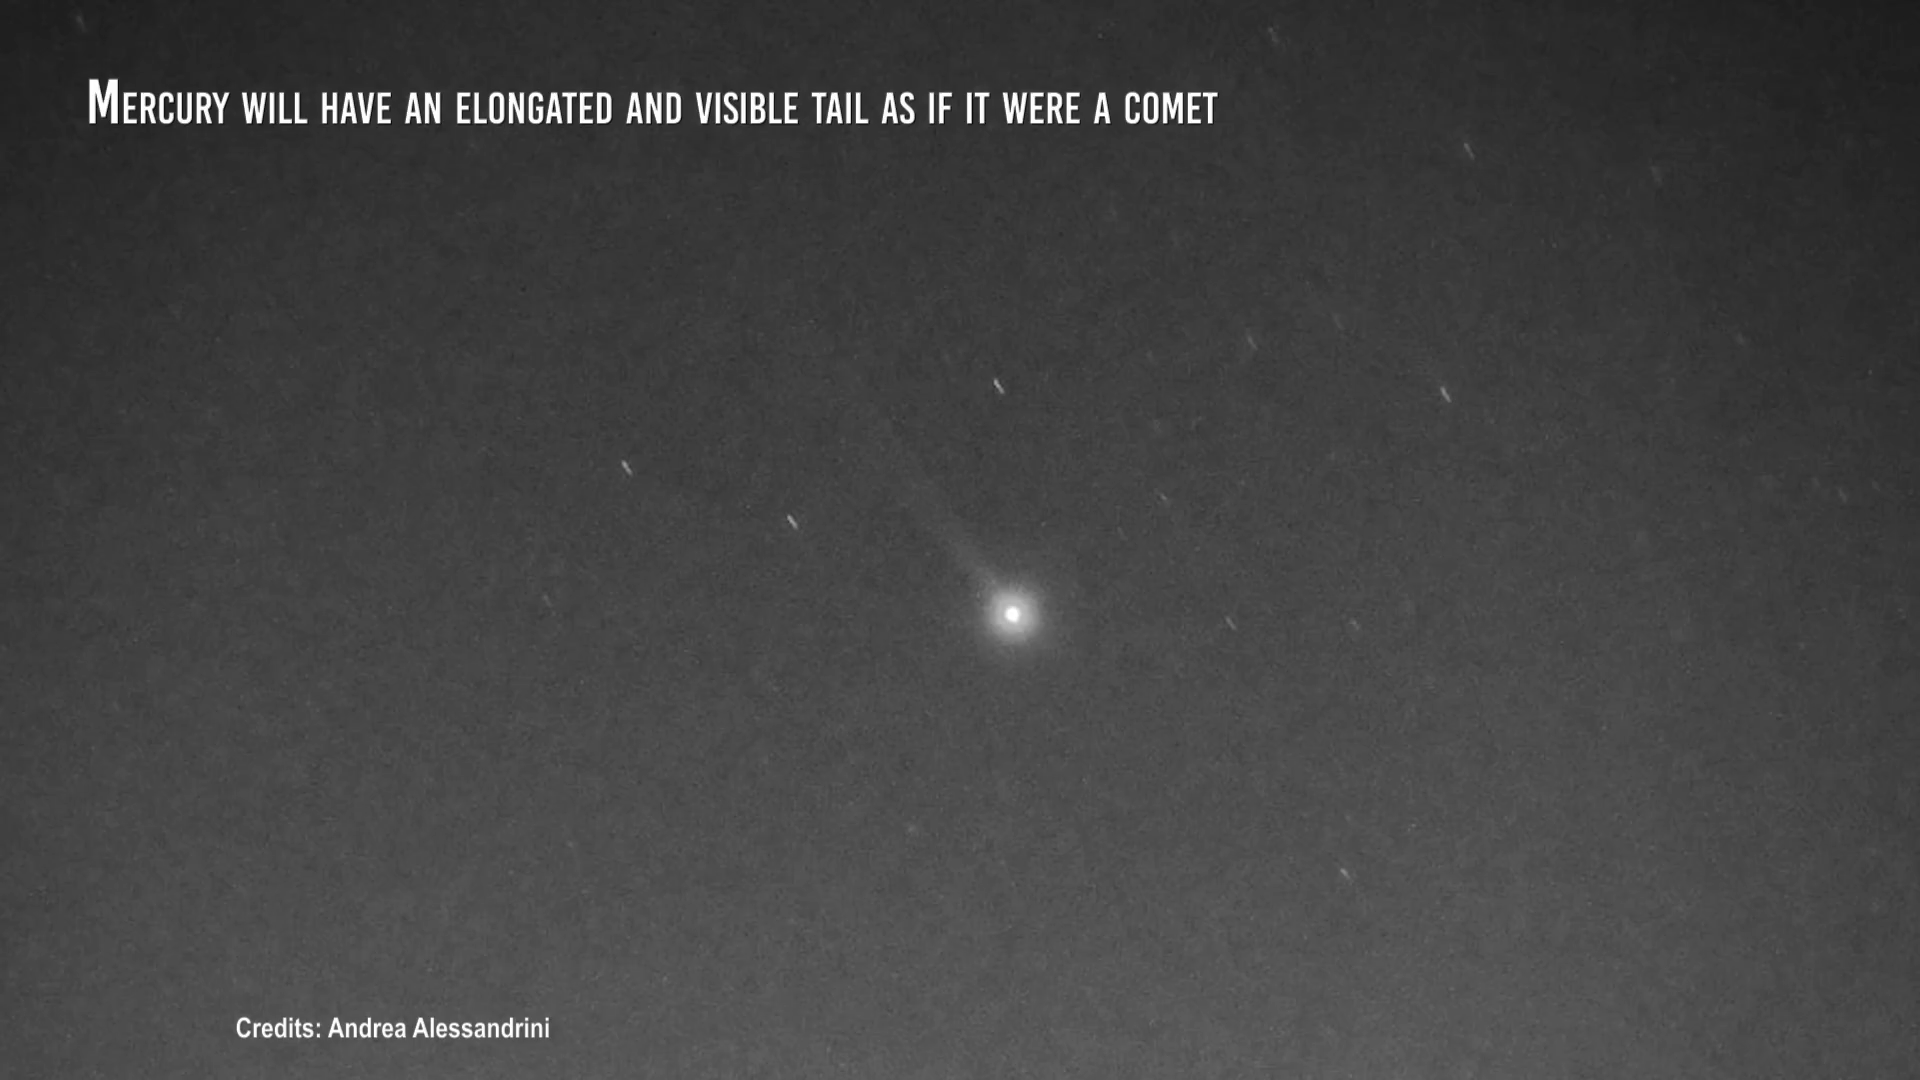 Mercury will have an elongated and visible tail as if it were a comet
Credits: Andrea Alessandrini